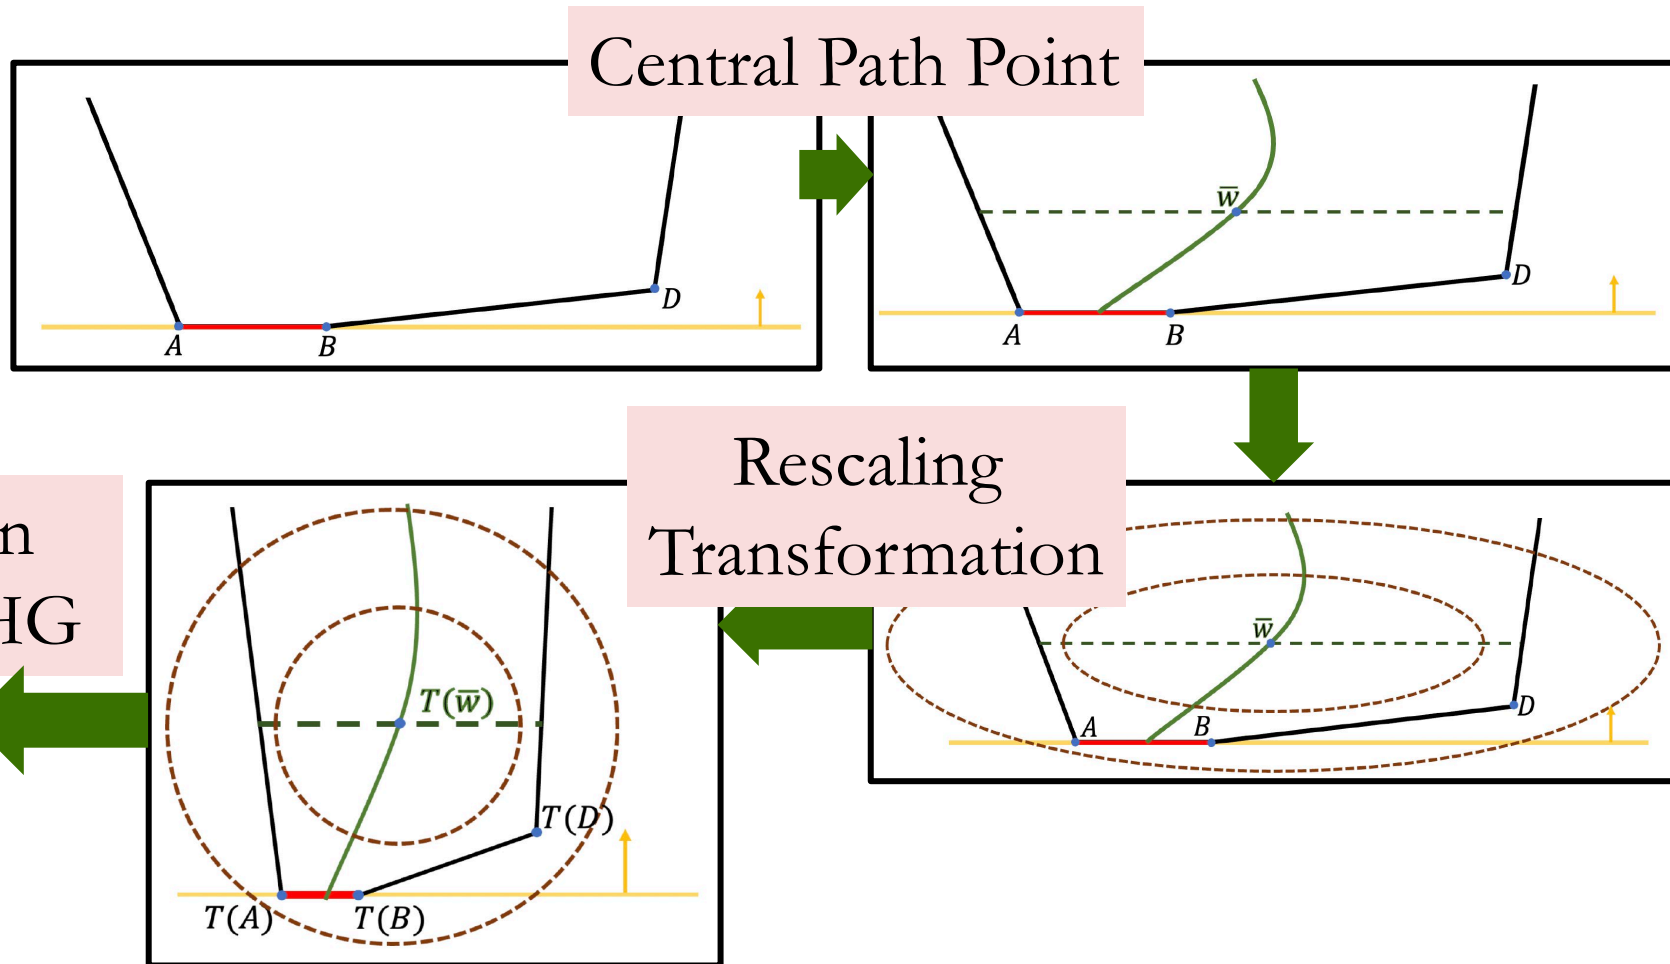 Central Path Point
D
A
B
w̅
D
A
B
Rescaling
Transformation
n
HG
T(w̅)
T(D)
T(A)
T(B)
w̅
A
B
D